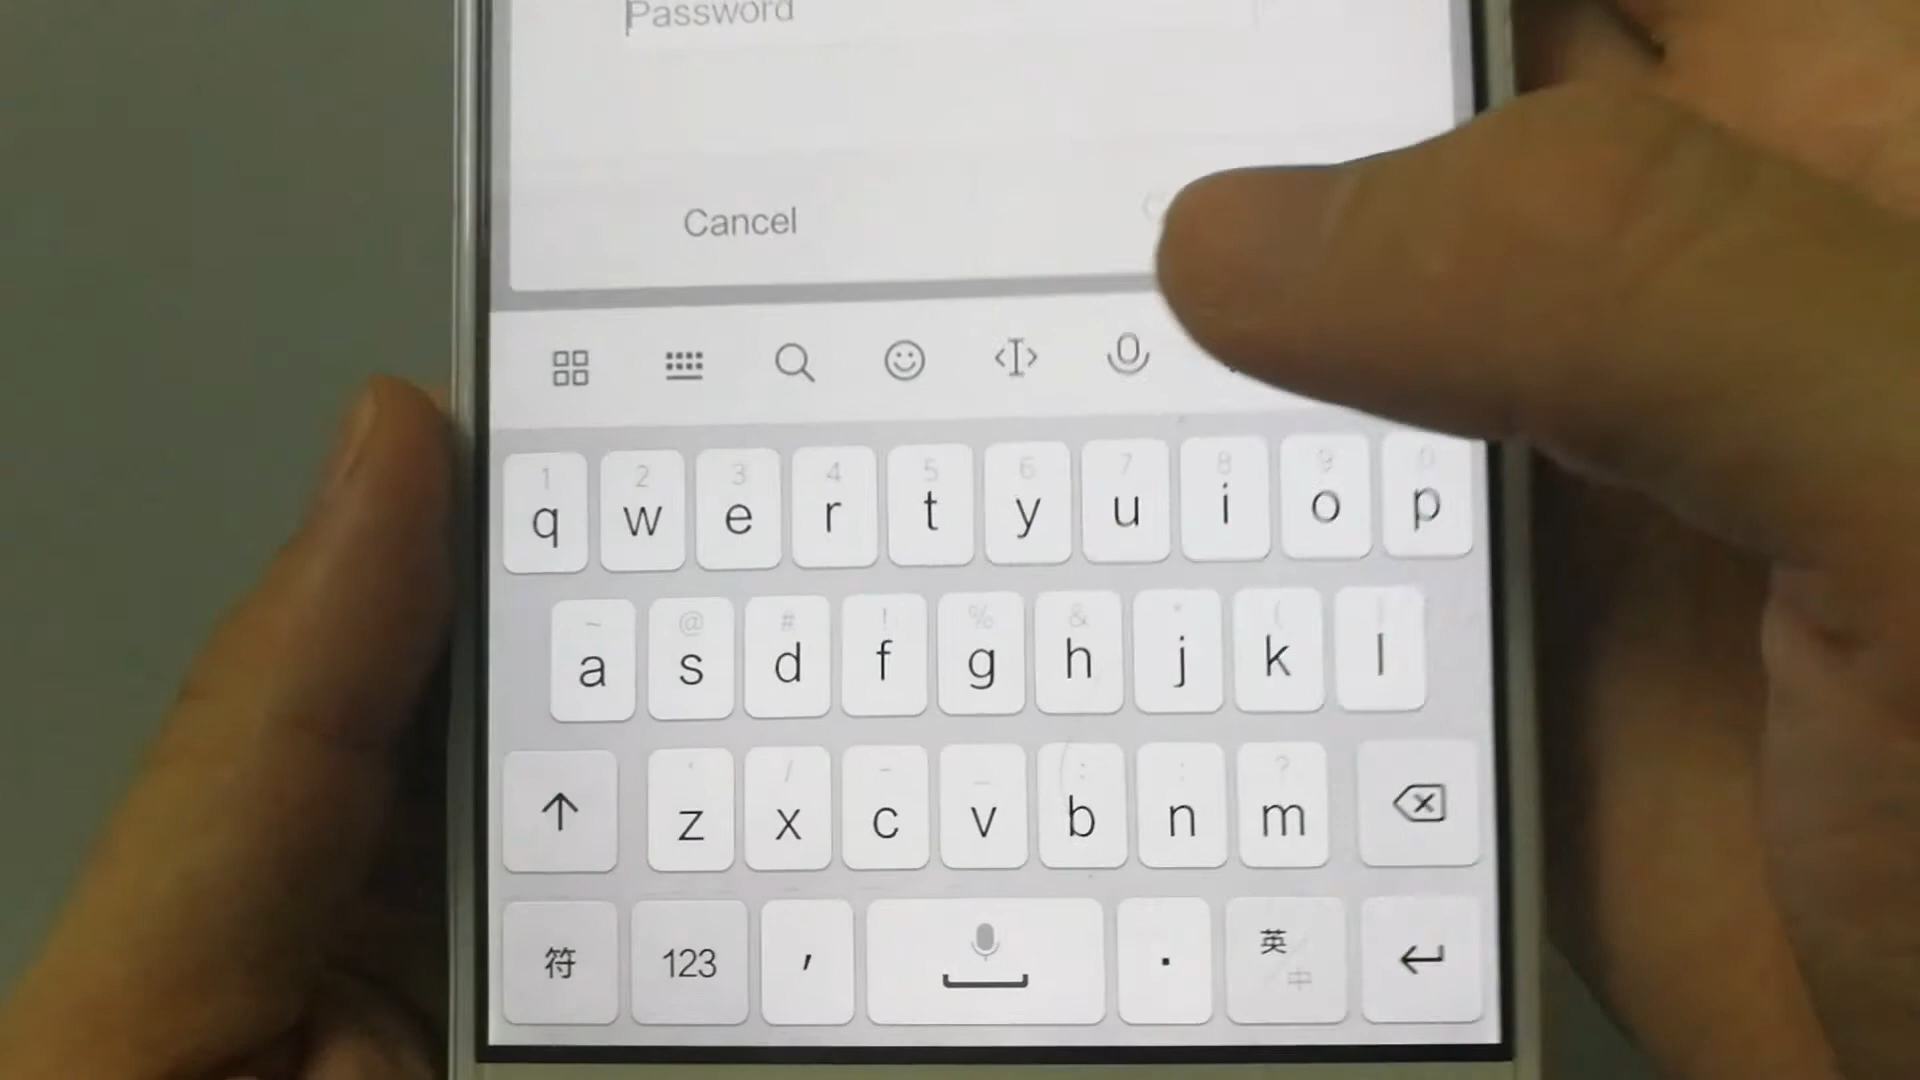 Password
Cancel
1 2 3 4 5 6 7 8 9 0
q w e r t y u i o p
~ @ # ! % & * (
a s d f g h j k l
/ - _ : ?
z x c v b n m
符 123 , . 英 中